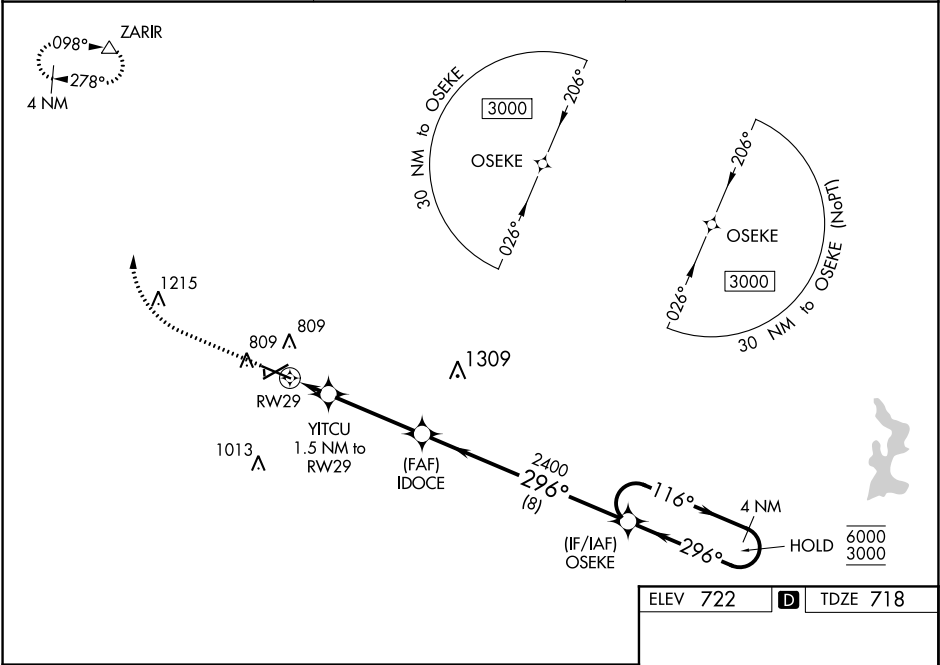 ZARIR
098°
278°
4 NM
30 NM to OSEKE
3000
206°
OSEKE
026°
206°
OSEKE
3000
026°
30 NM to OSEKE (NoPT)
1215
809
809
1309
RW29
YITCU
1.5 NM to
RW29
1013
(FAF)
IDOCE
2400
296°
(8)
116°
4 NM
296°
HOLD
6000
3000
(IF/IAF)
OSEKE
ELEV 722 D TDZE 718